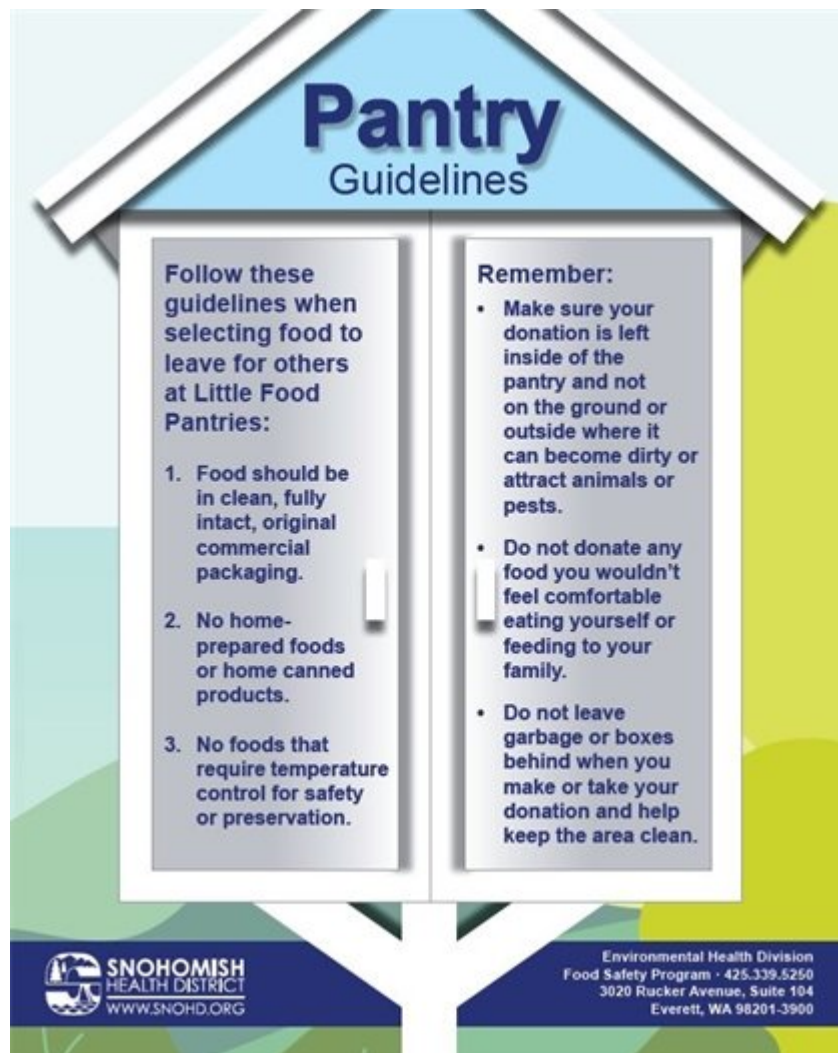 Pantry
Guidelines
Follow these
guidelines when
selecting food to
leave for others
at Little Food
Pantries:
1. Food should be
in clean, fully
intact, original
commercial
packaging.
2. No home-
prepared foods
or home canned
products.
3. No foods that
require temperature
control for safety
or preservation.
Remember:
• Make sure your
donation is left
inside of the
pantry and not
on the ground or
outside where it
can become dirty or
attract animals or
pests.
• Do not donate any
food you wouldn't
feel comfortable
eating yourself or
feeding to your
family.
• Do not leave
garbage or boxes
behind when you
make or take your
donation and help
keep the area clean.
SNOHOMISH
HEALTH DISTRICT
WWW.SNOHD.ORG
Environmental Health Division
Food Safety Program · 425.339.5250
3020 Rucker Avenue, Suite 104
Everett, WA 98201-3900